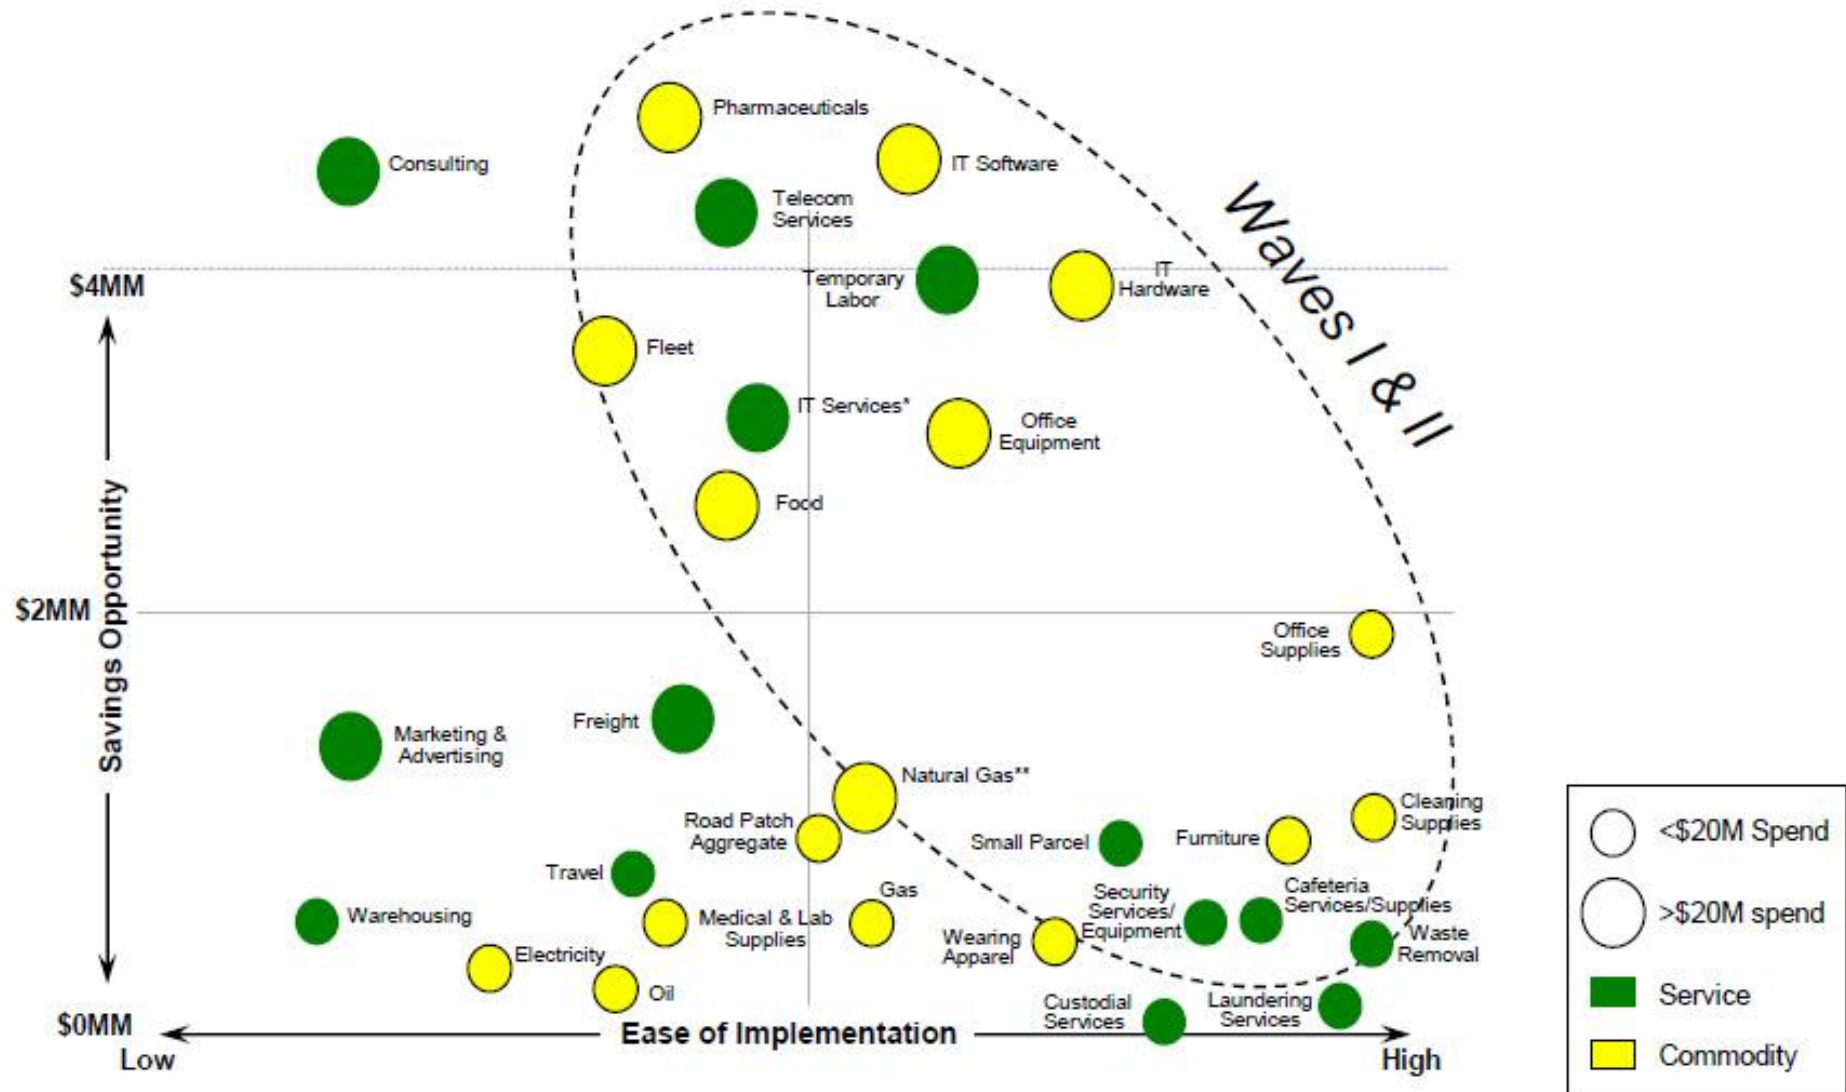 Pharmaceuticals
Consulting
IT Software
Telecom
Services
Waves I & II
$4MM
Temporary
Labor
IT
Hardware
Fleet
IT Services*
Office
Equipment
Food
Savings Opportunity
$2MM
Office
Supplies
Marketing &
Advertising
Freight
Natural Gas**
Road Patch
Aggregate
Small Parcel
Furniture
Cleaning
Supplies
Travel
Warehousing
Medical & Lab
Supplies
Gas
Security
Services/
Equipment
Cafeteria
Services/Supplies
Wearing
Apparel
Waste
Removal
Electricity
Oil
Custodial
Services
Laundering
Services
$0MM
Low
Ease of Implementation
High
<$20M Spend
>$20M spend
Service
Commodity